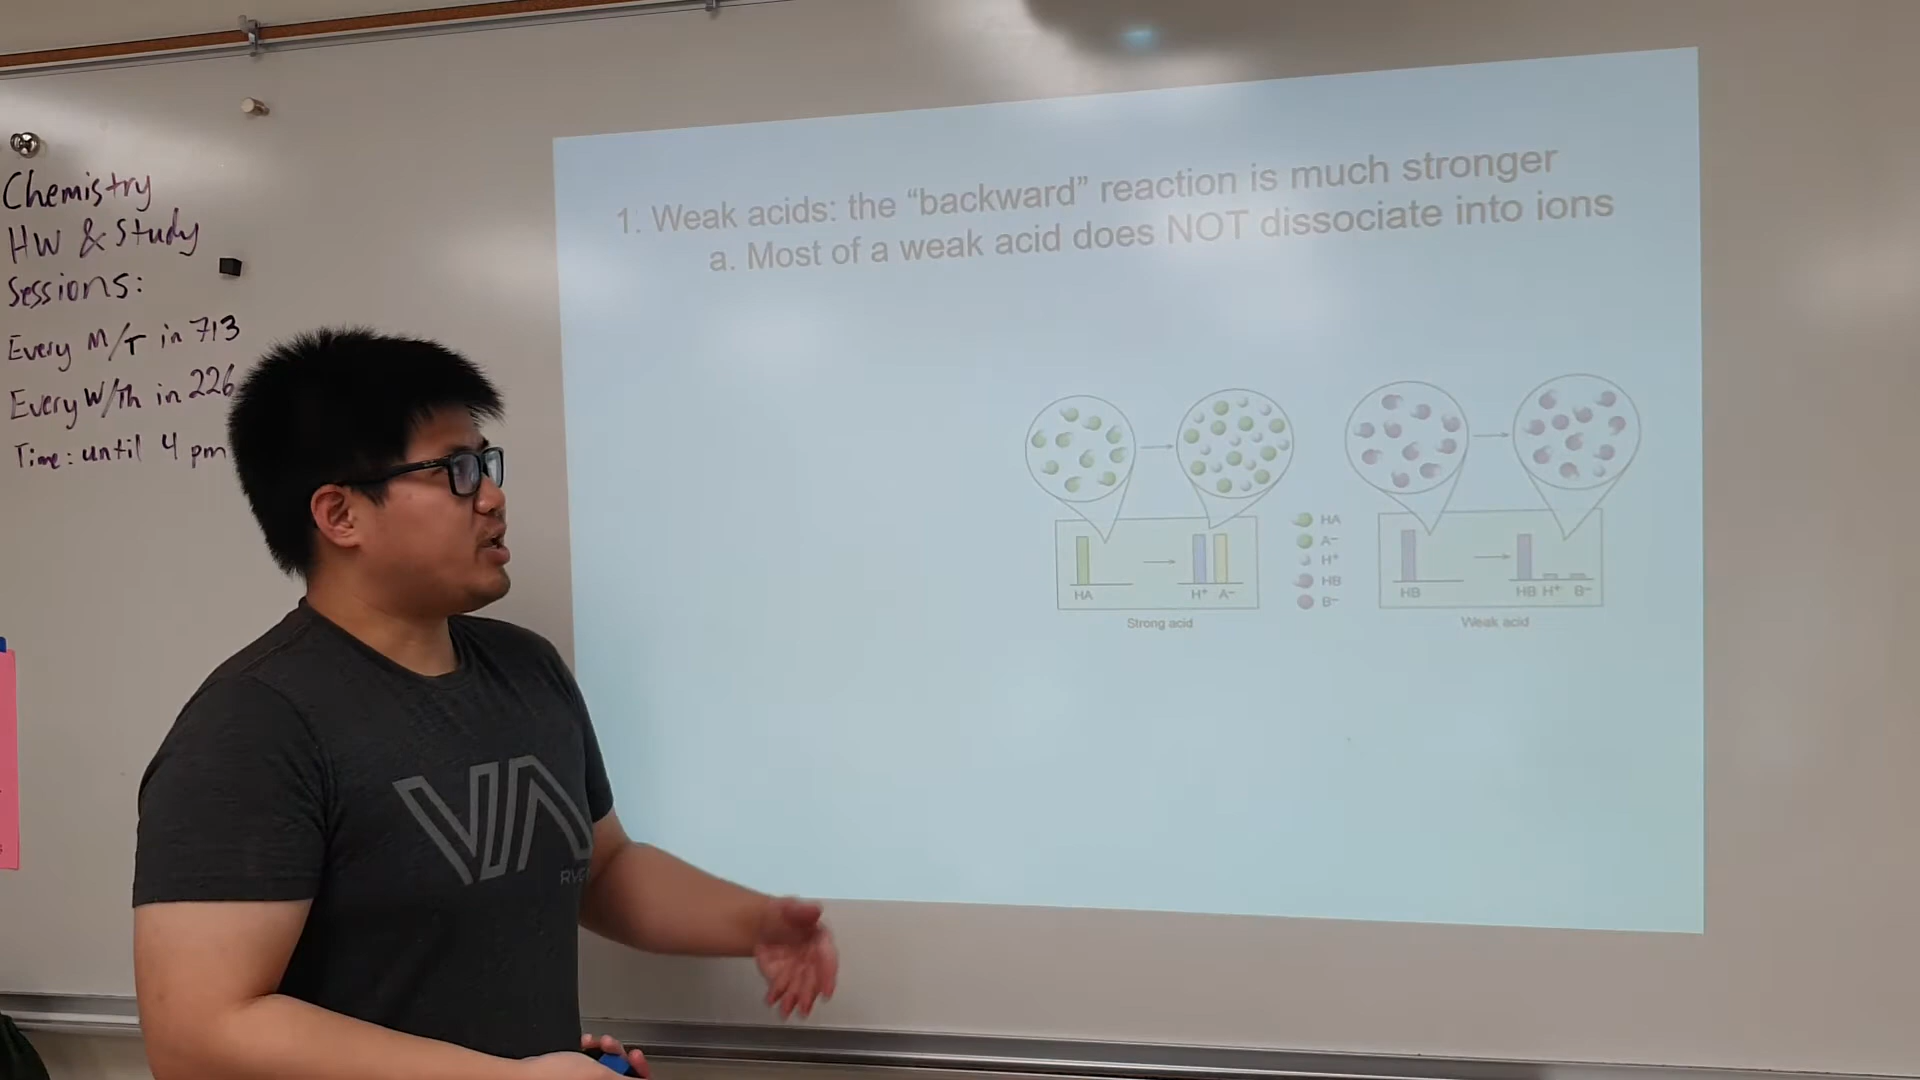 Chemistry
HW & Study
Sessions:
Every M/T in 713
Every W/Th in 226
Time: until 4 pm
1. Weak acids: the “backward” reaction is much stronger
a. Most of a weak acid does NOT dissociate into ions
HA
A⁻
H⁺
HB
B⁻
HA
H⁺ A⁻
Strong acid
HB
HB H⁺ B⁻
Weak acid
VA